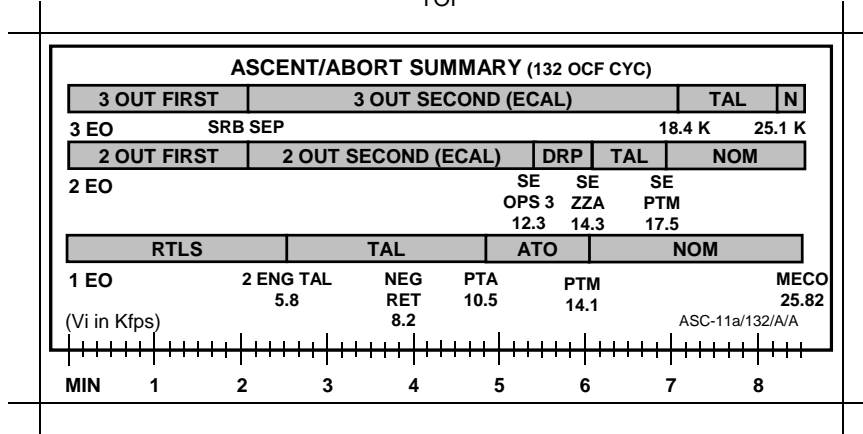 ASCENT/ABORT SUMMARY (132 OCF CYC)
3 OUT FIRST 3 OUT SECOND (ECAL) TAL N
3 EO SRB SEP 18.4 K 25.1 K
2 OUT FIRST 2 OUT SECOND (ECAL) DRP TAL NOM
2 EO SE SE SE
OPS 3 ZZA PTM
12.3 14.3 17.5
RTLS TAL ATO NOM
1 EO 2 ENG TAL NEG PTA PTM MECO
5.8 RET 10.5 14.1 25.82
(Vi in Kfps) 8.2 ASC-11a/132/A/A
MIN 1 2 3 4 5 6 7 8